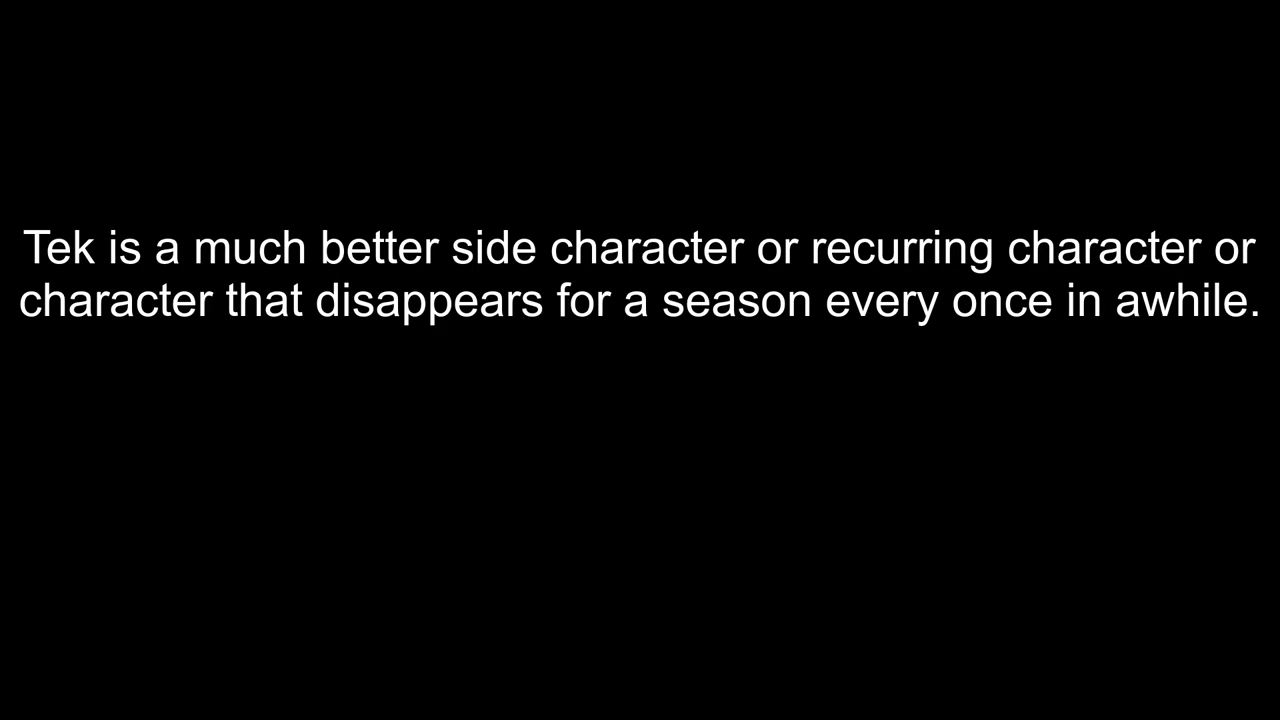 Tek is a much better side character or recurring character or
character that disappears for a season every once in awhile.